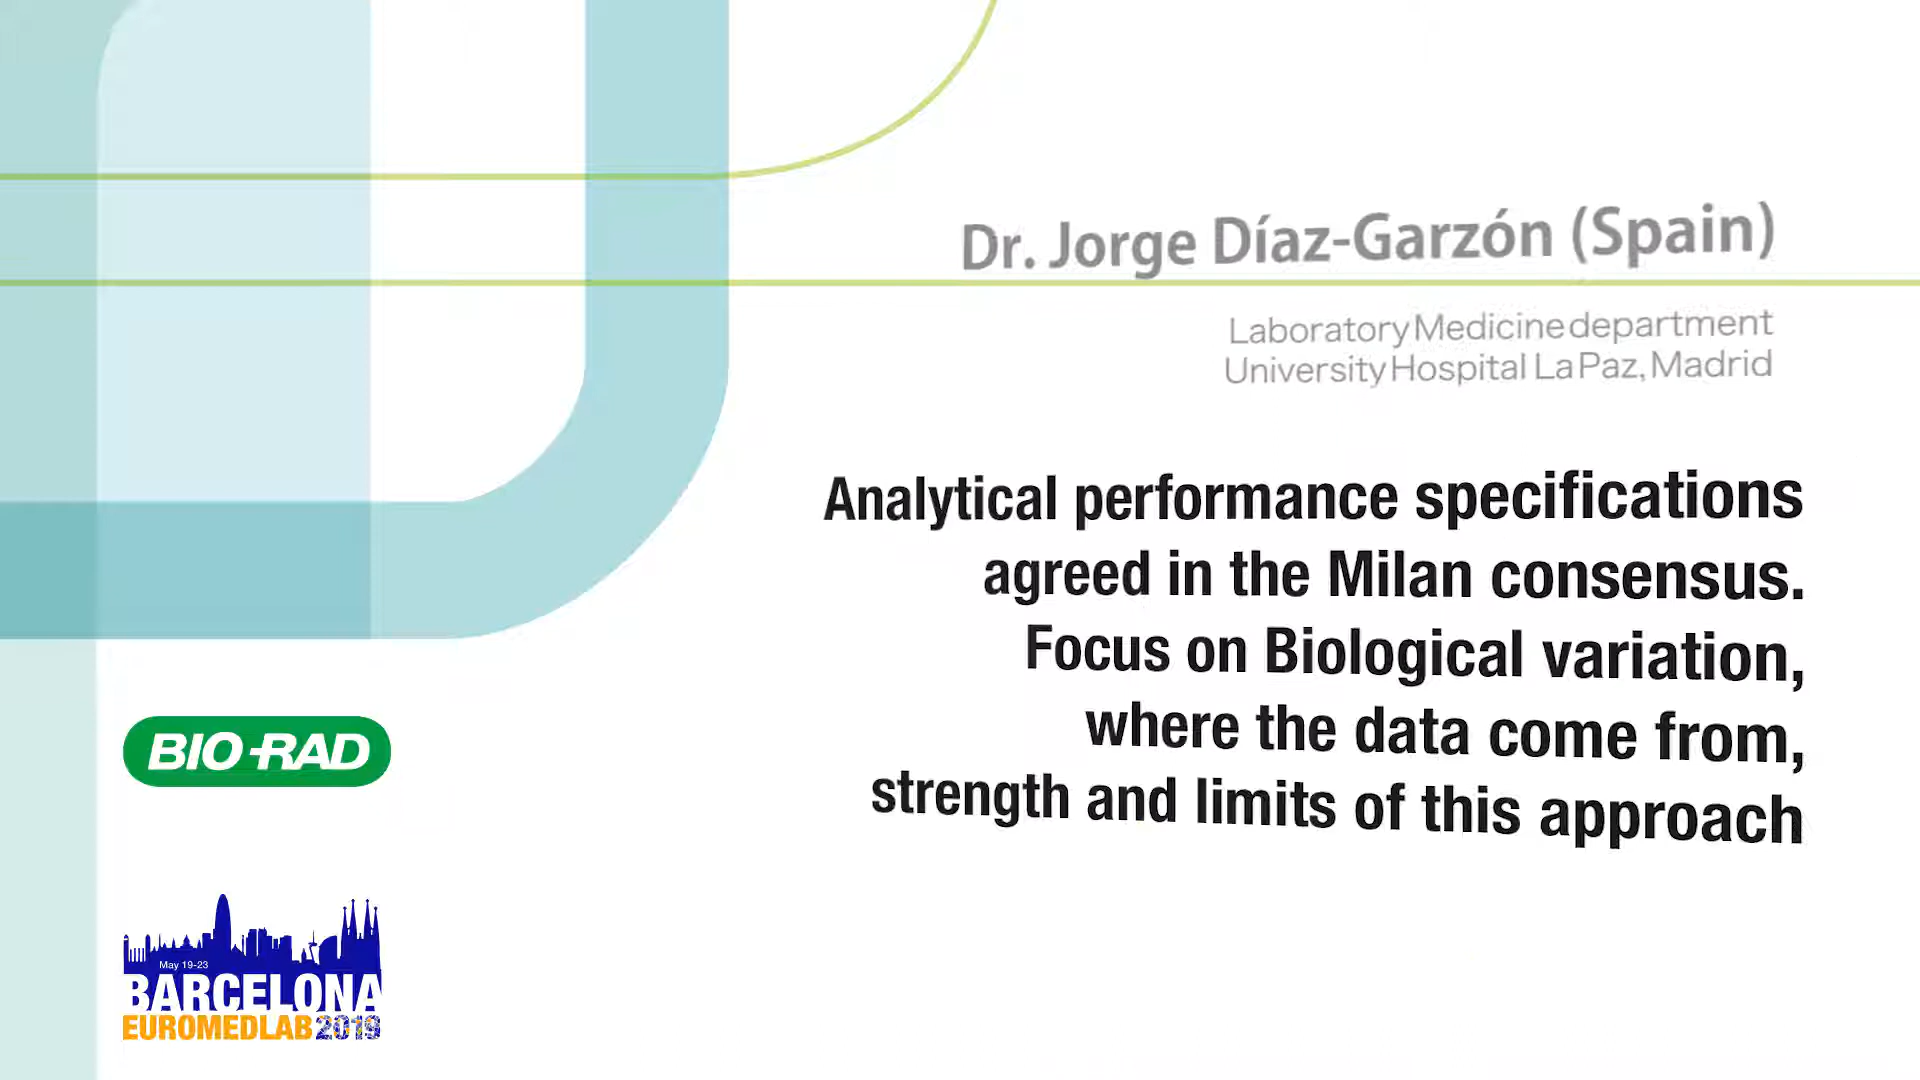 Dr. Jorge Díaz-Garzón (Spain)
Laboratory Medicine department
University Hospital La Paz, Madrid
Analytical performance specifications
agreed in the Milan consensus.
Focus on Biological variation,
where the data come from,
strength and limits of this approach
BIO-RAD
May 19-23
BARCELONA
EUROMEDLAB 2019